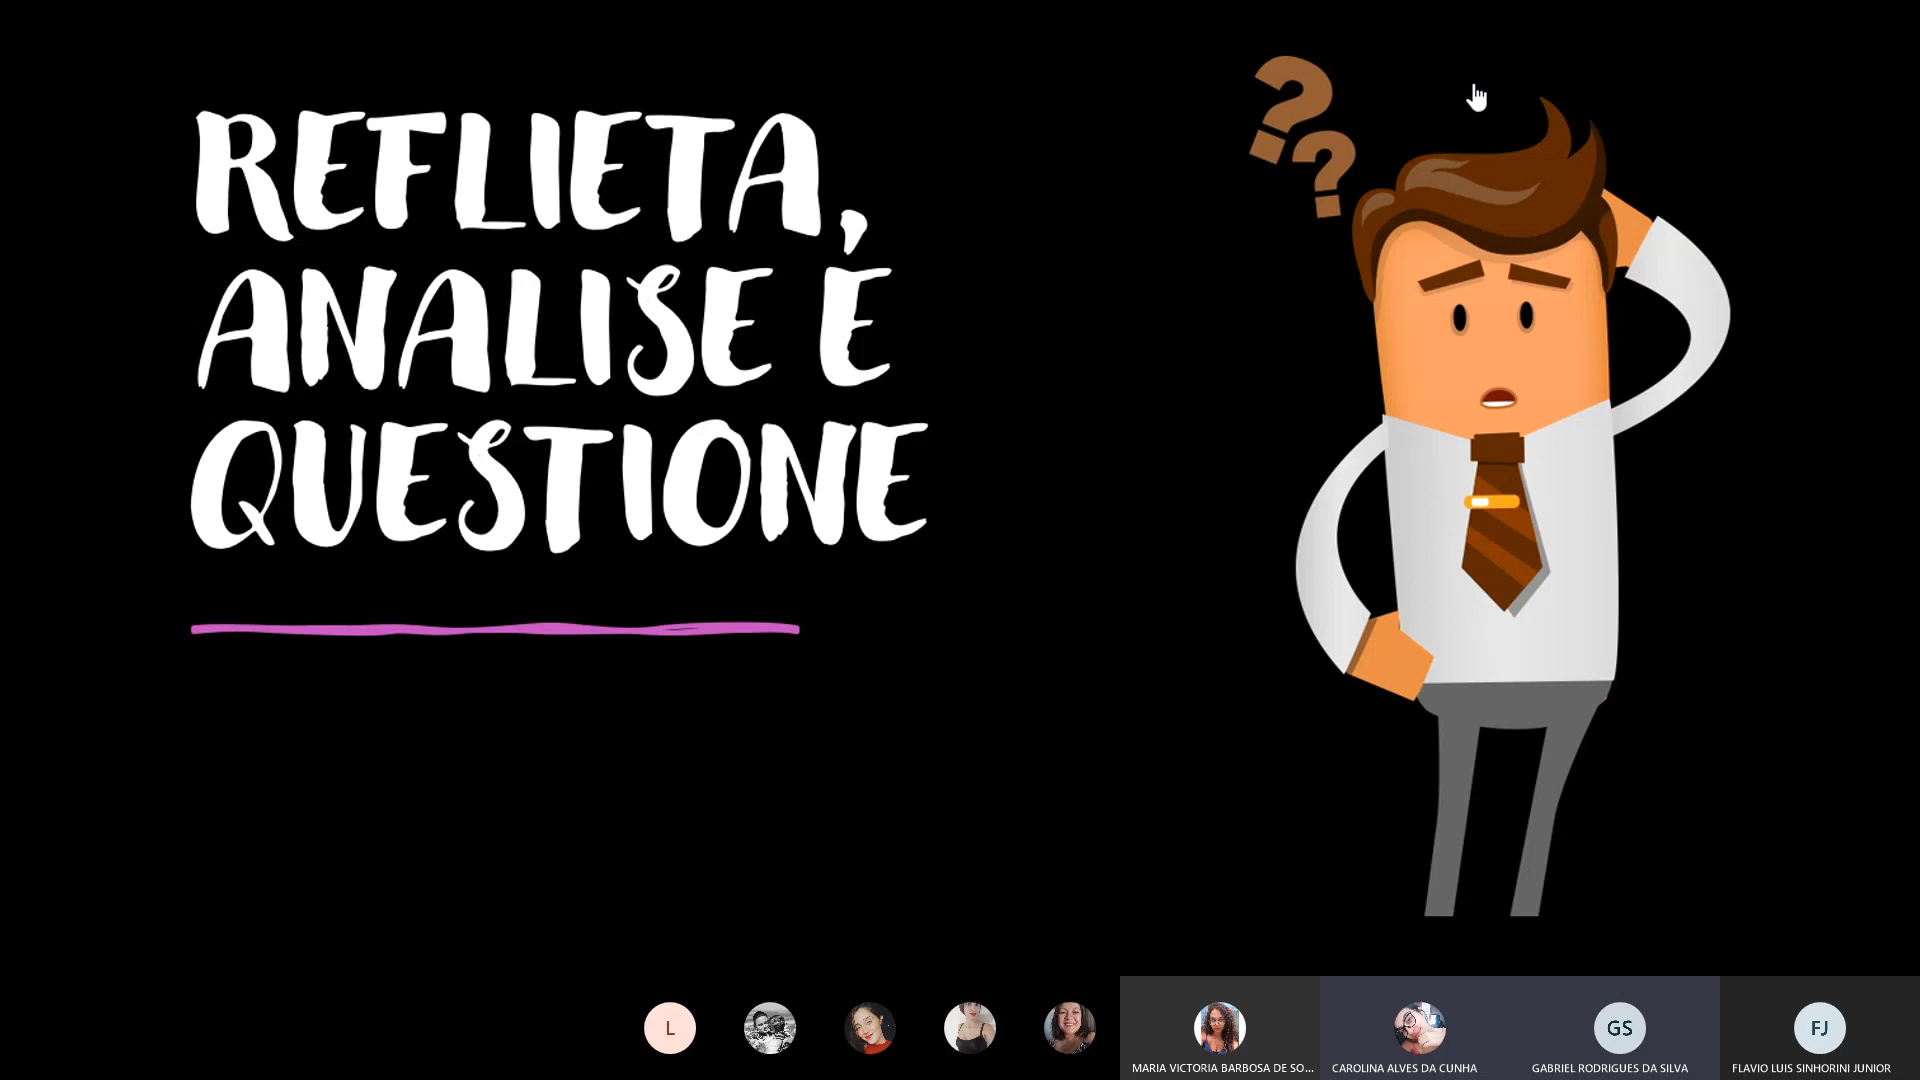 REFLIETA,
ANALISE E
QUESTIONE
? ?
L
GS
FJ
MARIA VICTORIA BARBOSA DE SO...
CAROLINA ALVES DA CUNHA
GABRIEL RODRIGUES DA SILVA
FLAVIO LUIS SINHORINI JUNIOR